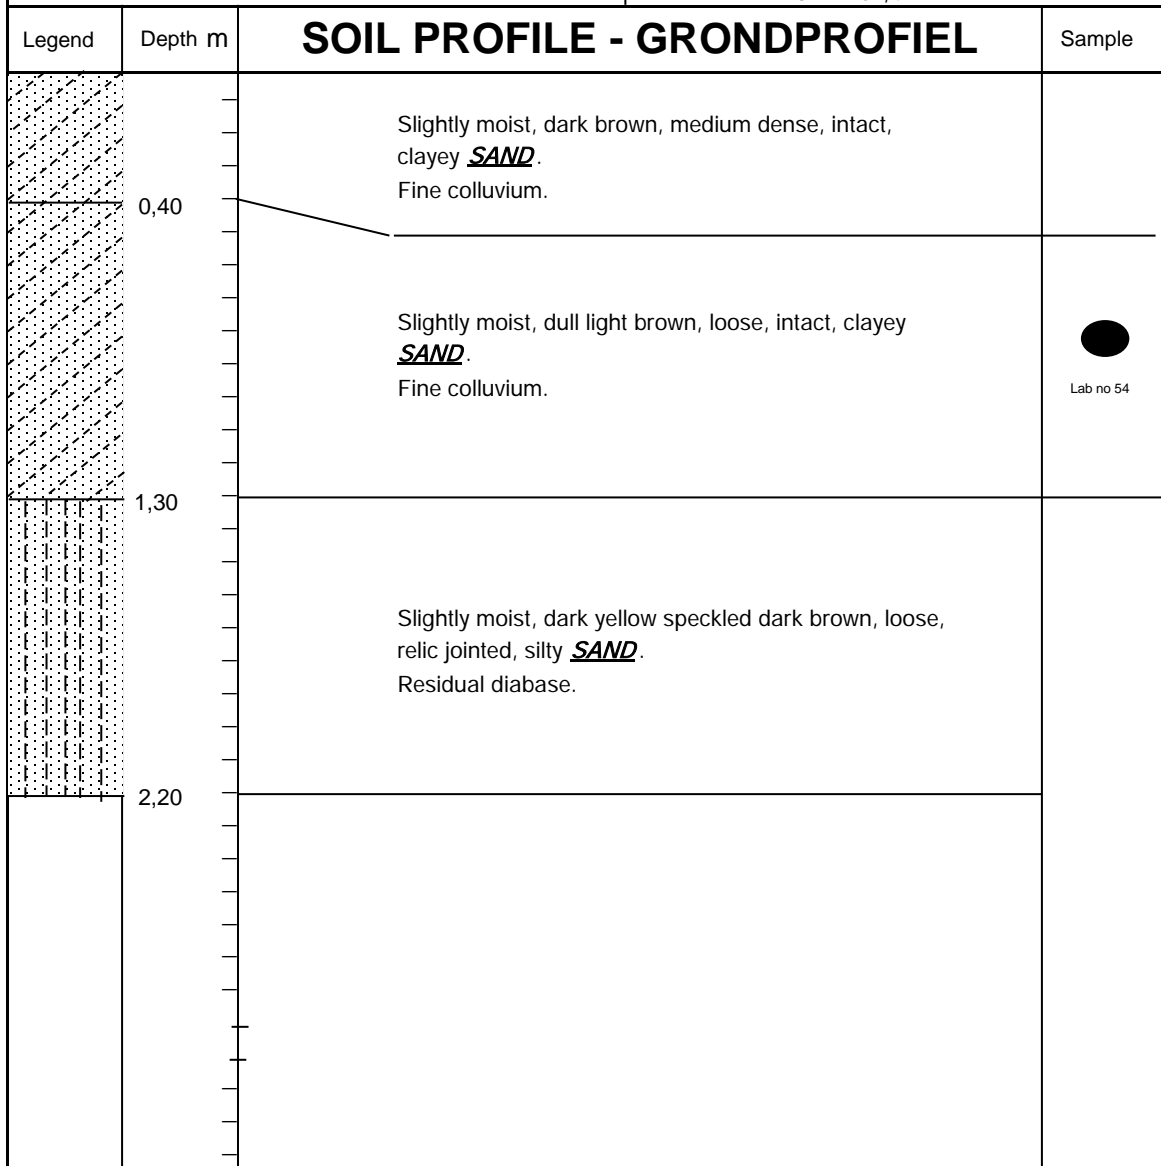 Legend
Depth m
SOIL PROFILE - GRONDPROFIEL
Sample
Slightly moist, dark brown, medium dense, intact,
clayey SAND.
Fine colluvium.
0,40
Slightly moist, dull light brown, loose, intact, clayey
SAND.
Fine colluvium.
Lab no 54
1,30
Slightly moist, dark yellow speckled dark brown, loose,
relic jointed, silty SAND.
Residual diabase.
2,20